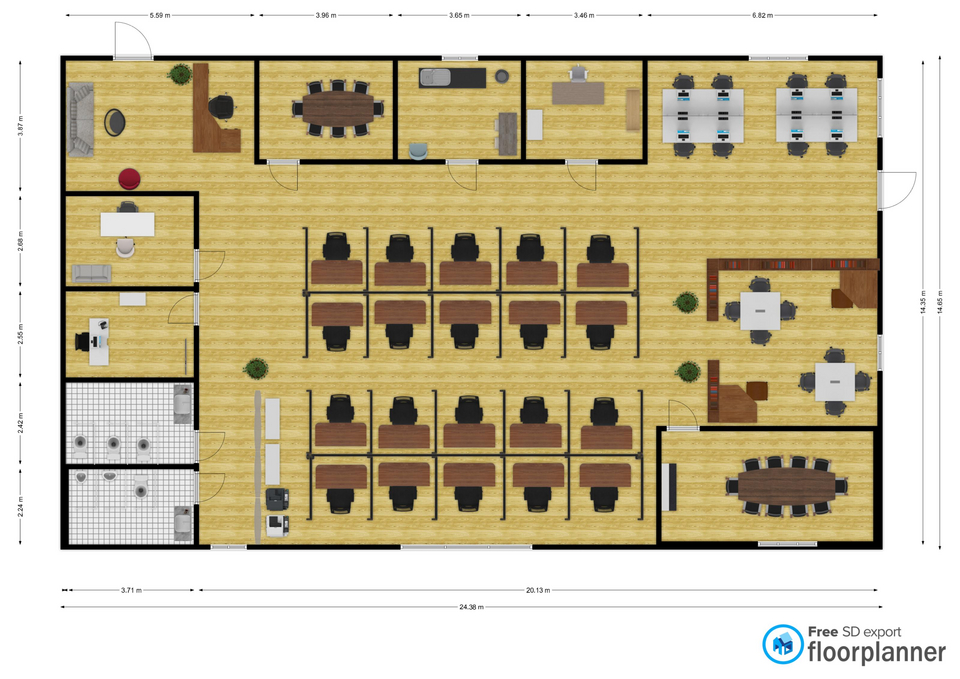 5.59 m
3.96 m
3.65 m
3.46 m
6.82 m
3.87 m
2.68 m
2.55 m
2.42 m
2.24 m
14.35 m
14.65 m
3.71 m
20.13 m
24.38 m
Free SD export
floorplanner